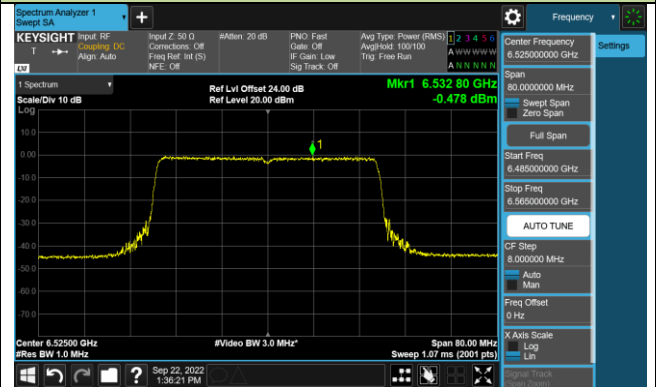 Spectrum Analyzer 1
Swept SA
+
Frequency
KEYSIGHT
T
LXI
Input: RF
Coupling: DC
Align: Auto
Input Z: 50 Ω
Corrections: Off
Freq Ref: Int (S)
NFE: Off
#Atten: 20 dB
PNO: Fast
Gate: Off
IF Gain: Low
Sig Track: Off
Avg Type: Power (RMS)
Avg|Hold: 100/100
Trig: Free Run
1 2 3 4 5 6
A W W W W W
A N N N N N
1 Spectrum
Scale/Div 10 dB
Log
Ref Lvl Offset 24.00 dB
Ref Level 20.00 dBm
Mkr1 6.532 80 GHz
-0.478 dBm
1
10.0
0.00
-10.0
-20.0
-30.0
-40.0
-50.0
-60.0
-70.0
Center 6.52500 GHz
#Res BW 1.0 MHz
#Video BW 3.0 MHz*
Span 80.00 MHz
Sweep 1.07 ms (2001 pts)
Center Frequency
6.525000000 GHz
Settings
Span
80.0000000 MHz
Swept Span
Zero Span
Full Span
Start Freq
6.485000000 GHz
Stop Freq
6.565000000 GHz
AUTO TUNE
CF Step
8.000000 MHz
Auto
Man
Freq Offset
0 Hz
X Axis Scale
Log
Lin
Signal Track
(Span Zoom)
?
Sep 22, 2022
1:36:21 PM